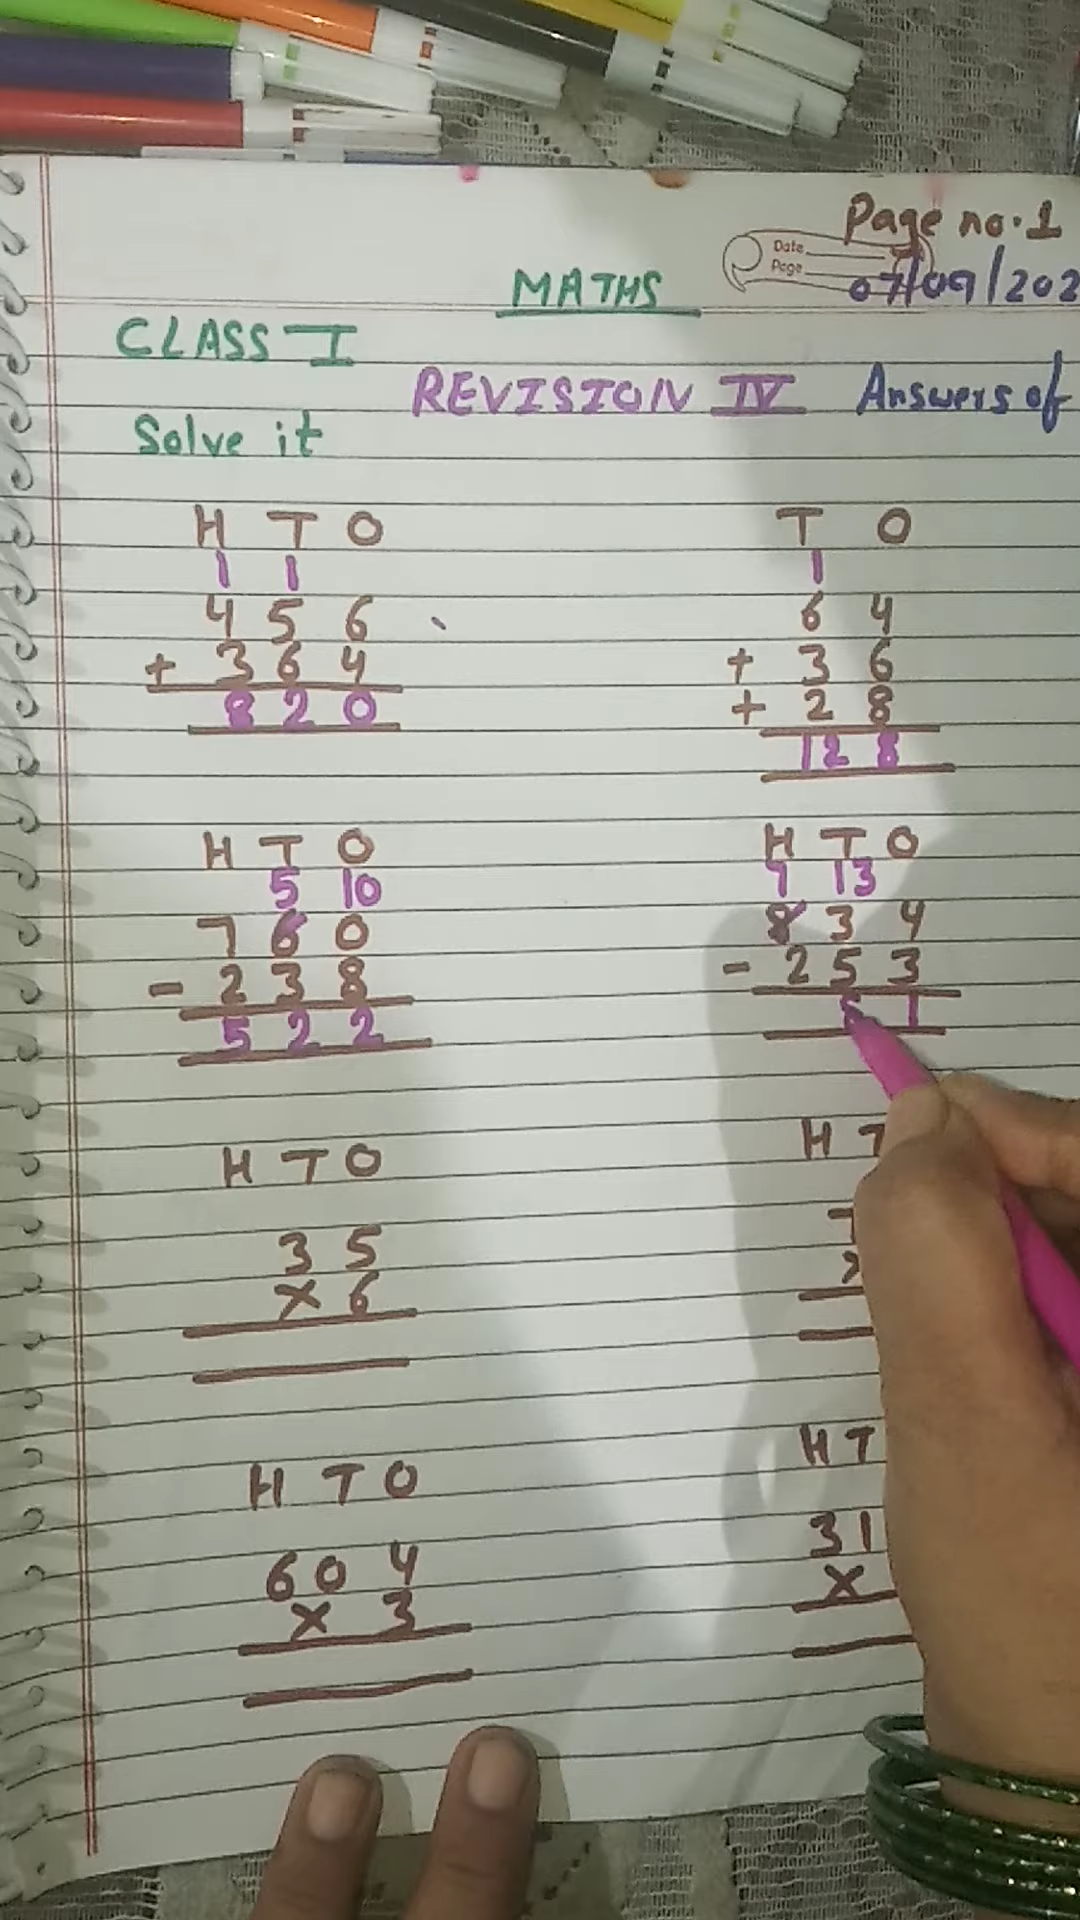 Page no. 1
Date
Page
07/09/202
MATHS
CLASS I
REVISION IV Answers of
Solve it
H T O
1 1
4 5 6
+ 3 6 4
8 2 0
T O
1
6 4
+ 3 6
+ 2 8
12 8
H T O
5 10
7 6 0
- 2 3 8
5 2 2
H T O
7 13
8 3 4
- 2 5 3
1
H T O
3 5
x 6
H T
x
H T O
6 0 4
x 3
H T
3 1
x